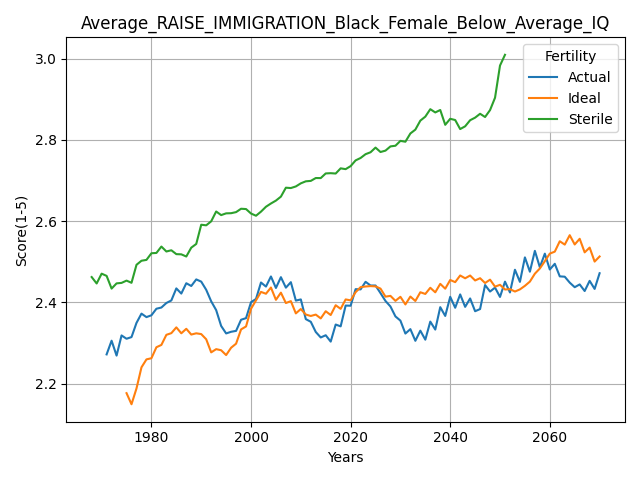 Average_RAISE_IMMIGRATION_Black_Female_Below_Average_IQ
Fertility
Actual
Ideal
Sterile
Score(1-5)
3.0
2.8
2.6
2.4
2.2
1980 2000 2020 2040 2060
Years